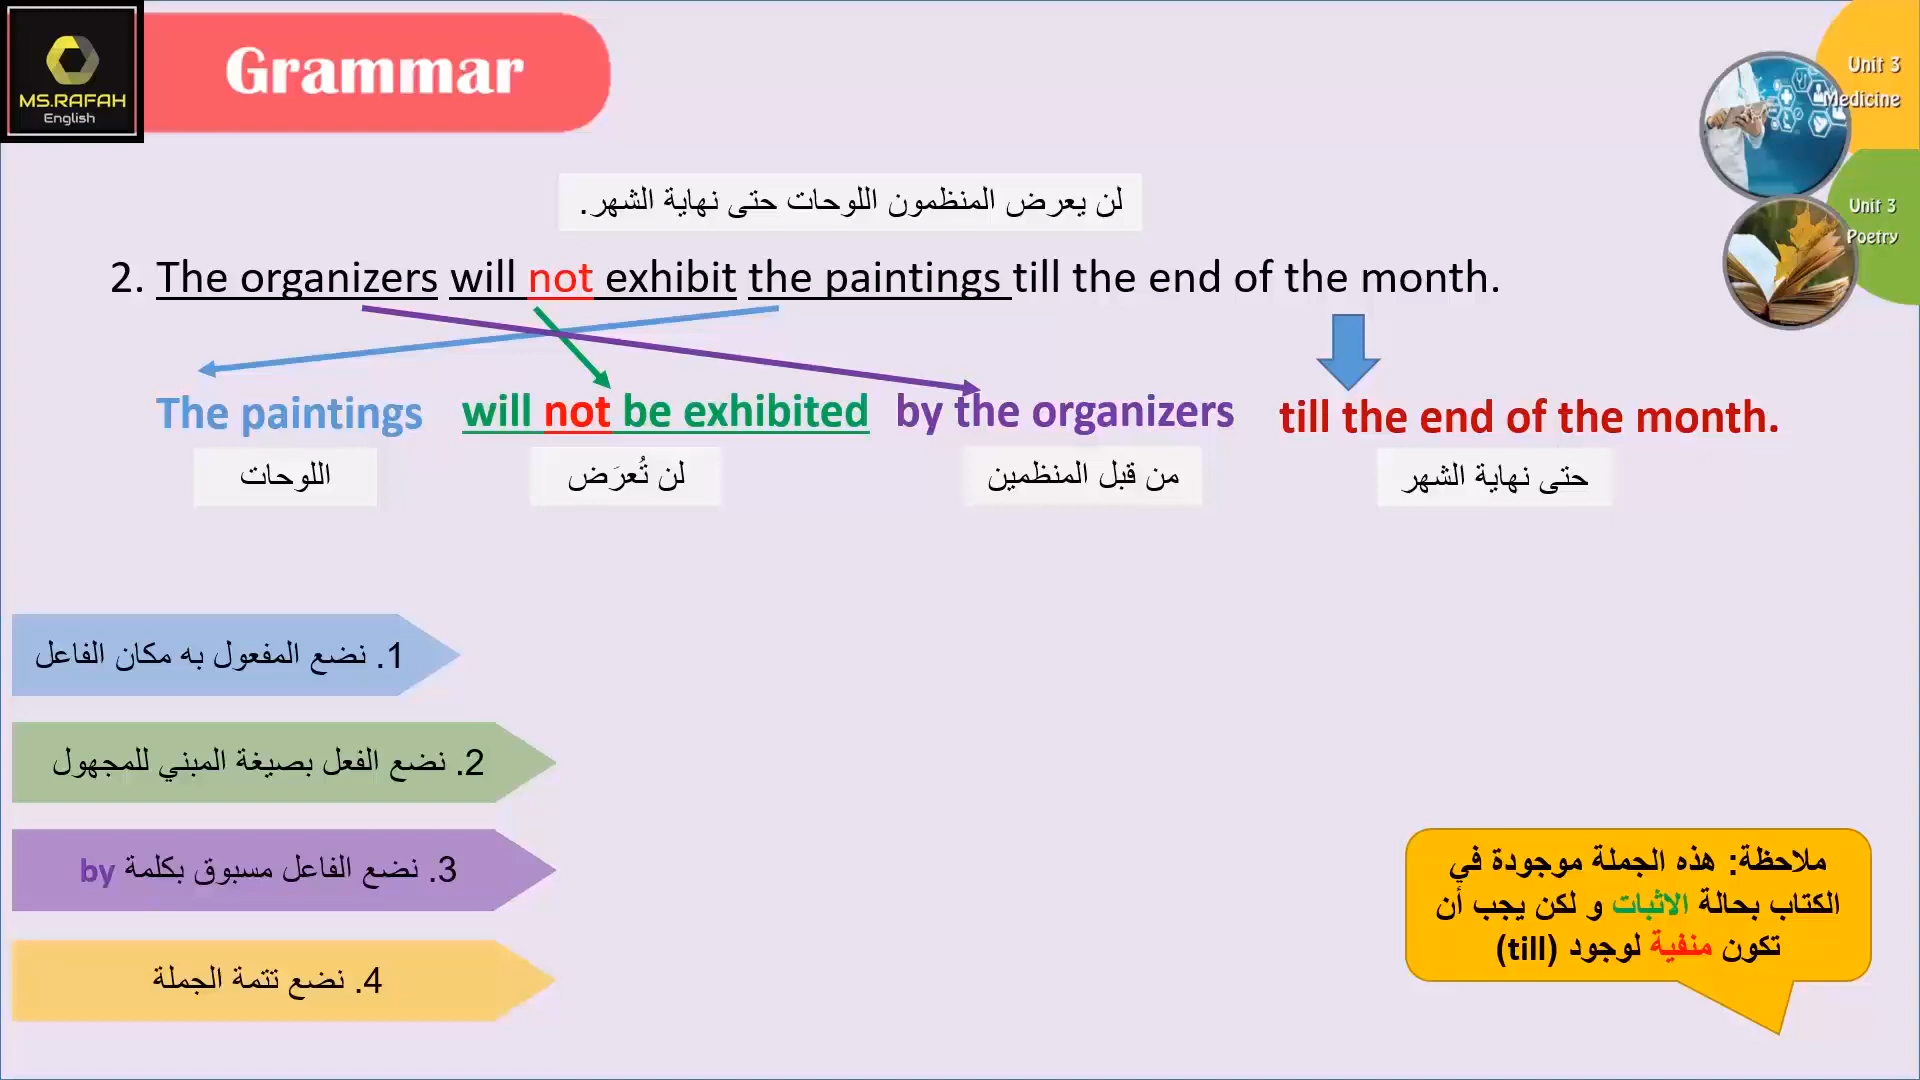 MS.RAFAH
English
Grammar
Unit 3
Medicine
Unit 3
Poetry
لن يعرض المنظمون اللوحات حتى نهاية الشهر.
2. The organizers will not exhibit the paintings till the end of the month.
The paintings will not be exhibited by the organizers till the end of the month.
اللوحات
لن تُعرَض
من قبل المنظمين
حتى نهاية الشهر
1. نضع المفعول به مكان الفاعل
2. نضع الفعل بصيغة المبني للمجهول
3. نضع الفاعل مسبوق بكلمة by
4. نضع تتمة الجملة
ملاحظة: هذه الجملة موجودة في
الكتاب بحالة الاثبات و لكن يجب أن
تكون منفية لوجود (till)